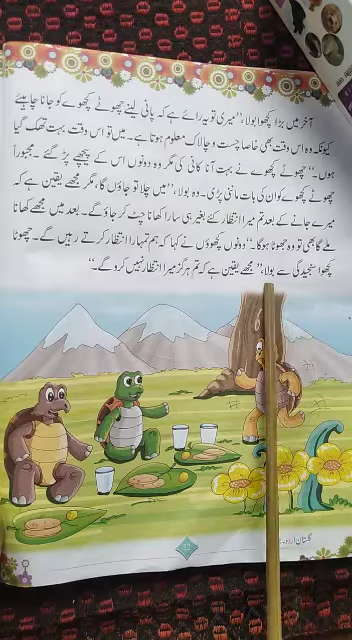 آخر میں بڑا کچھوا بولا، ”میری تو یہ رائے ہے کہ پانی لینے چھوٹے کچھوے کو جانا چاہیئے
کیونکہ وہ اس وقت بھی خاصا چست و چالاک معلوم ہوتا ہے۔ میں تو اس وقت بہت تھک گیا
ہوں۔“ چھوٹے کچھوے نے بہت آنا کانی کی مگر وہ دونوں اس کے پیچھے پڑ گئے ۔ مجبوراً
چھوٹے کچھوے کو ان کی بات ماننی پڑی۔ وہ بولا، ”میں چلا تو جاؤں گا، مگر مجھے یقین ہے کہ
میرے جانے کے بعد تم میرا انتظار کئے بغیر ہی سارا کھانا چٹ کر جاؤ گے۔ بعد میں مجھے کھانا
ملے گا بھی تو وہ جھوٹا ہوگا۔“ دونوں کچھوؤں نے کہا کہ ہم تمہارا انتظار کرتے رہیں گے۔ چھوٹا
کچھوا سنجیدگی سے بولا، ”مجھے یقین ہے کہ تم ہرگز میرا انتظار نہیں کرو گے۔“
32
گلستان اردو۔